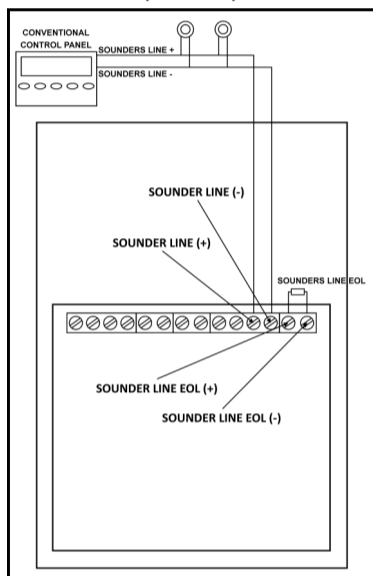 CONVENTIONAL
CONTROL PANEL
SOUNDERS LINE +
SOUNDERS LINE -
SOUNDER LINE (-)
SOUNDER LINE (+)
SOUNDERS LINE EOL
SOUNDER LINE EOL (+)
SOUNDER LINE EOL (-)